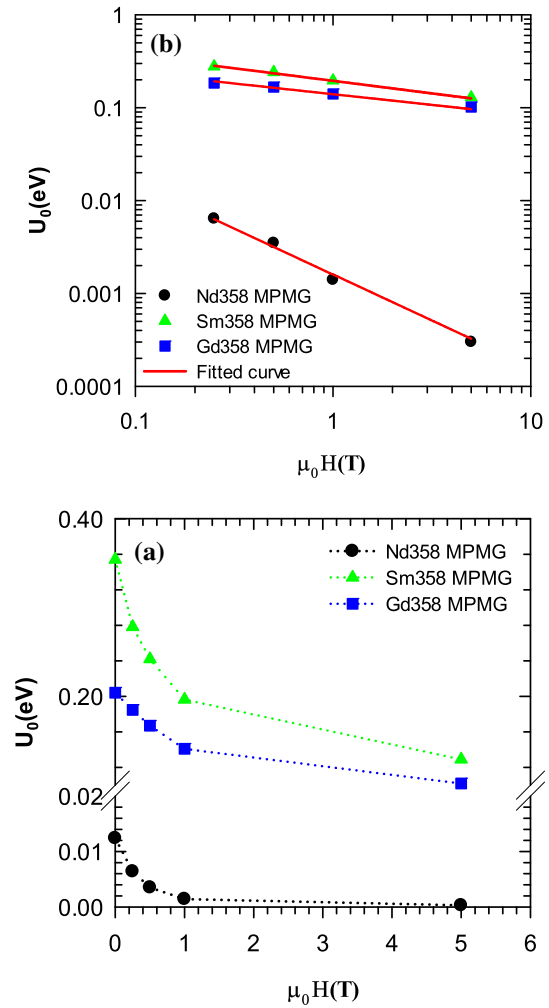 (b)
U₀(eV)
1
0.1
0.01
0.001
0.0001
Nd358 MPMG
Sm358 MPMG
Gd358 MPMG
Fitted curve
0.1 1 10
μ₀H(T)
(a)
U₀(eV)
0.40
0.20
0.02
0.01
0.00
Nd358 MPMG
Sm358 MPMG
Gd358 MPMG
0 1 2 3 4 5 6
μ₀H(T)